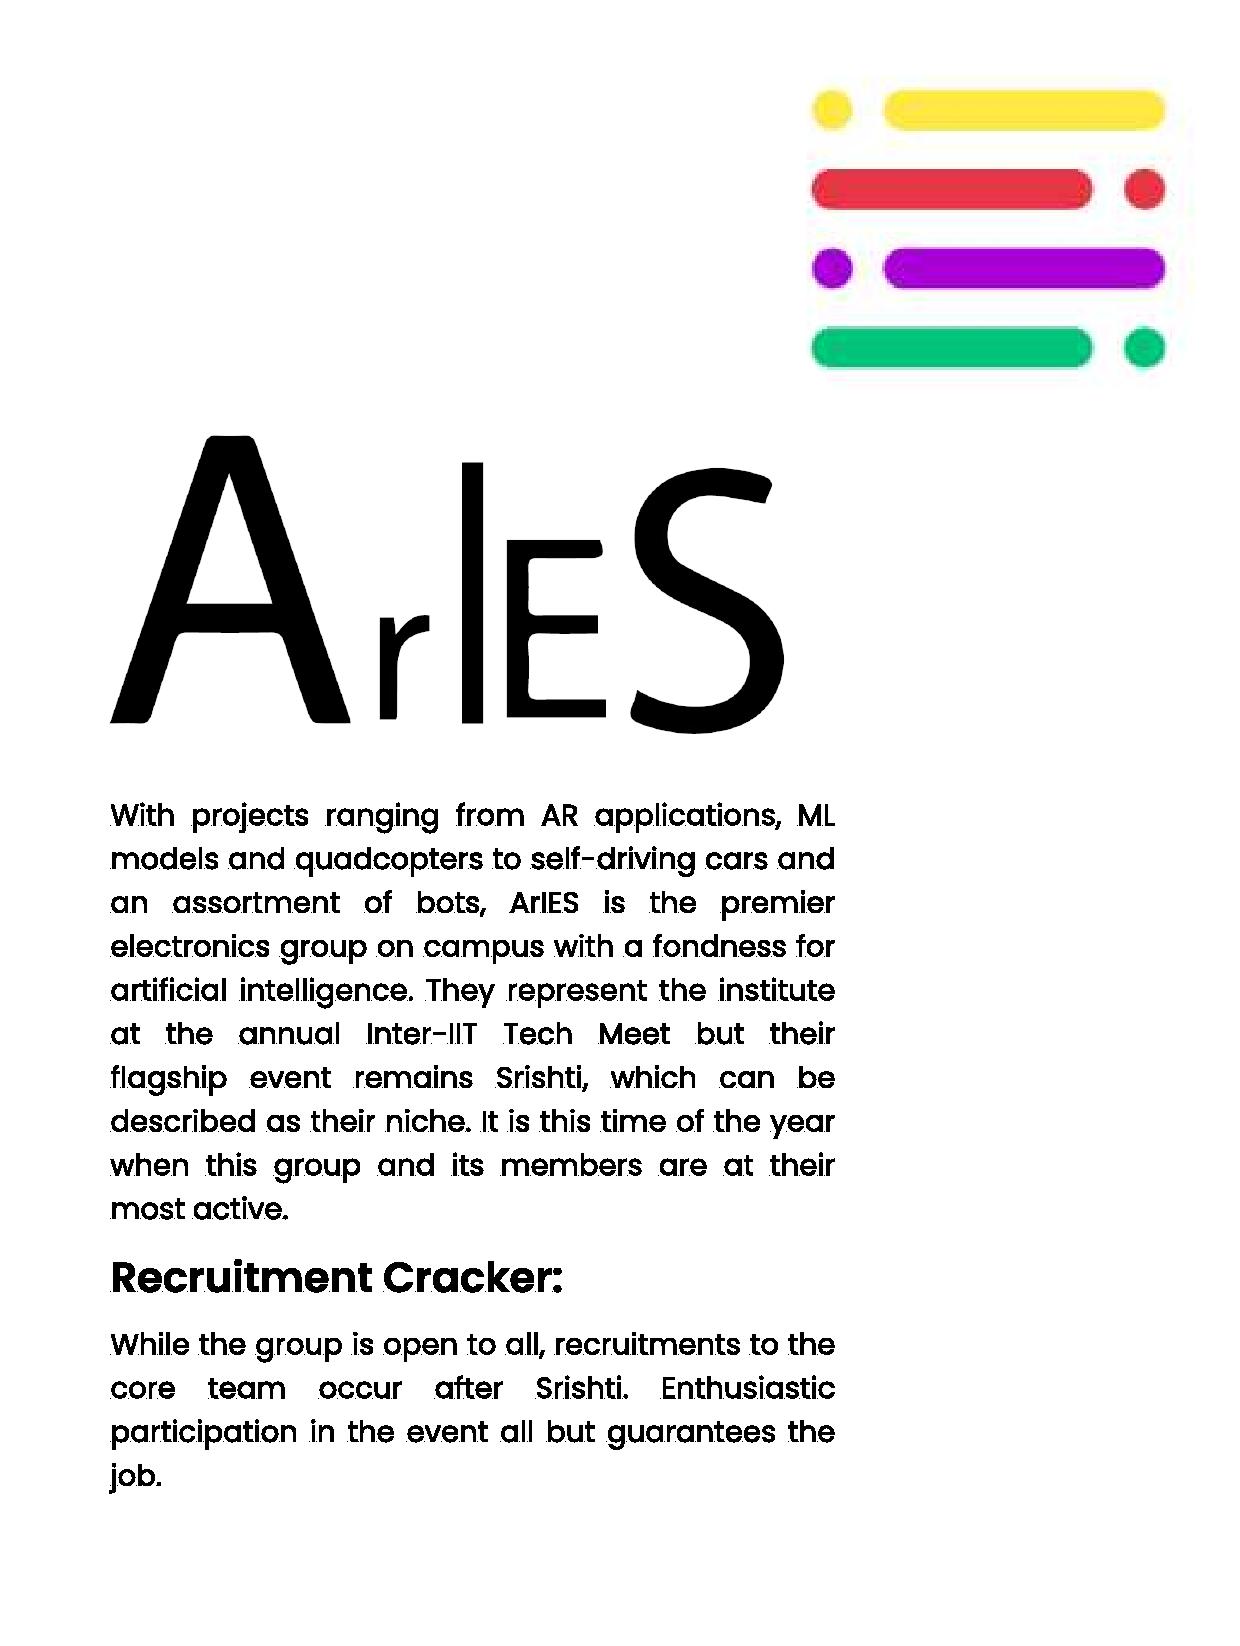 ArIES
With projects ranging from AR applications, ML
models and quadcopters to self-driving cars and
an assortment of bots, ArIES is the premier
electronics group on campus with a fondness for
artificial intelligence. They represent the institute
at the annual Inter-IIT Tech Meet but their
flagship event remains Srishti, which can be
described as their niche. It is this time of the year
when this group and its members are at their
most active.
Recruitment Cracker:
While the group is open to all, recruitments to the
core team occur after Srishti. Enthusiastic
participation in the event all but guarantees the
job.